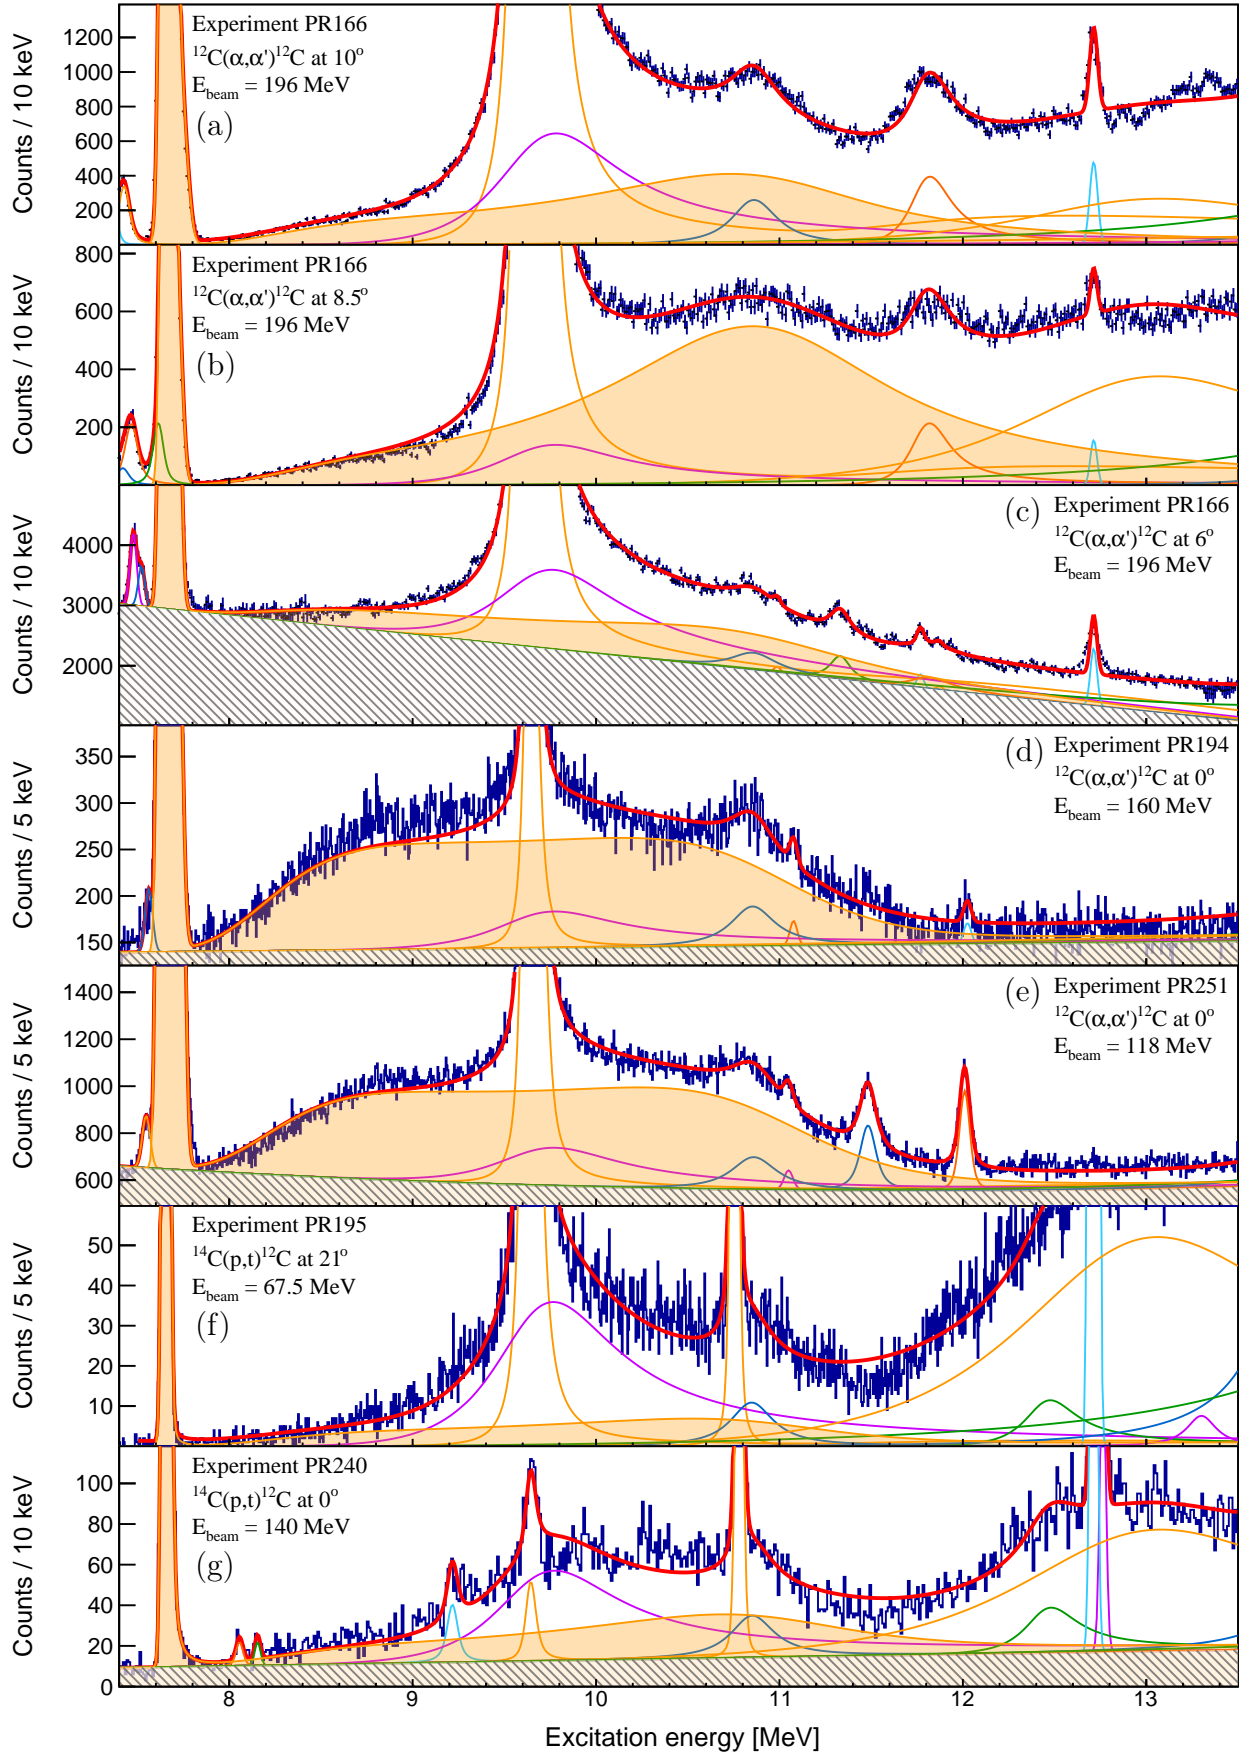 Experiment PR166
¹²C(α,α')¹²C at 10°
E_beam = 196 MeV
(a)
Counts / 10 keV
1200
1000
800
600
400
200
Experiment PR166
¹²C(α,α')¹²C at 8.5°
E_beam = 196 MeV
(b)
Counts / 10 keV
800
600
400
200
(c) Experiment PR166
¹²C(α,α')¹²C at 6°
E_beam = 196 MeV
Counts / 10 keV
4000
3000
2000
(d) Experiment PR194
¹²C(α,α')¹²C at 0°
E_beam = 160 MeV
Counts / 5 keV
350
300
250
200
150
(e) Experiment PR251
¹²C(α,α')¹²C at 0°
E_beam = 118 MeV
Counts / 5 keV
1400
1200
1000
800
600
Experiment PR195
¹⁴C(p,t)¹²C at 21°
E_beam = 67.5 MeV
(f)
Counts / 5 keV
50
40
30
20
10
Experiment PR240
¹⁴C(p,t)¹²C at 0°
E_beam = 140 MeV
(g)
Counts / 10 keV
100
80
60
40
20
0
8 9 10 11 12 13
Excitation energy [MeV]